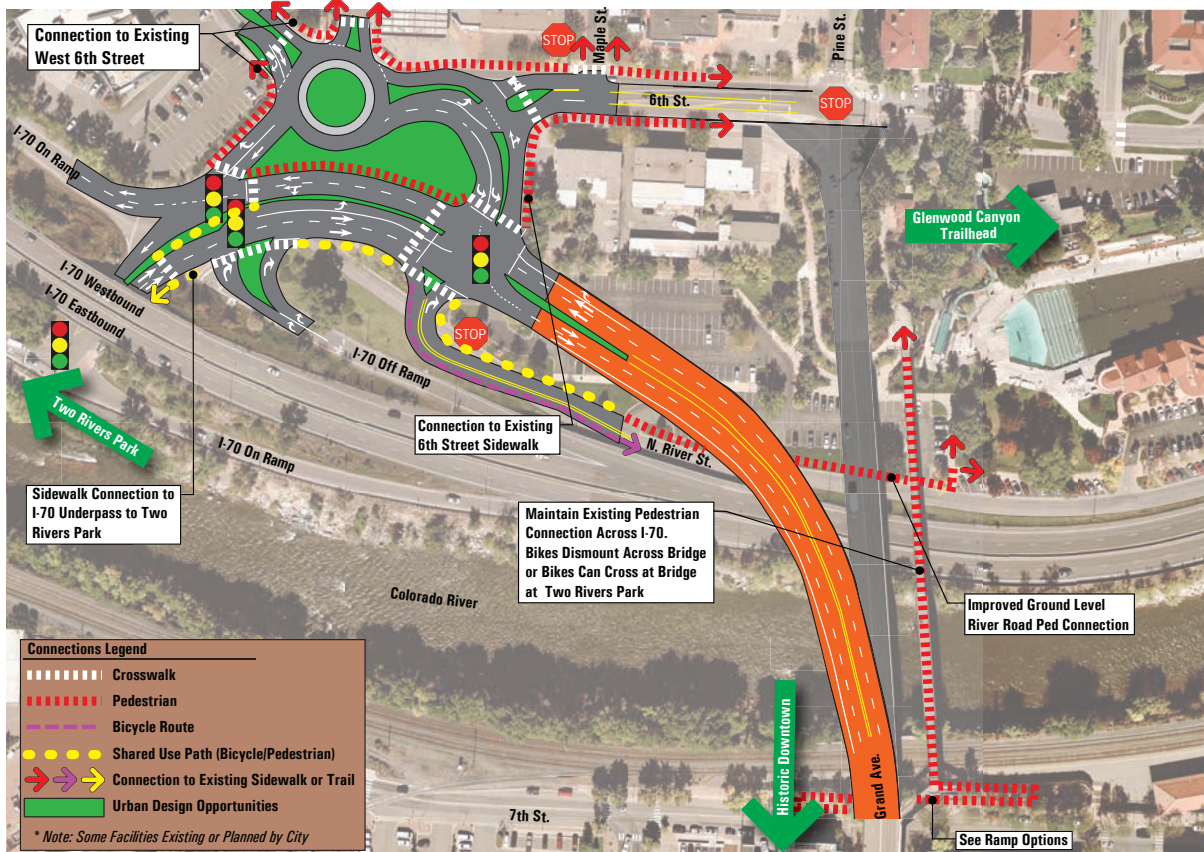 Connection to Existing
West 6th Street
STOP
Maple St.
Pine St.
6th St.
STOP
I-70 On Ramp
Glenwood Canyon
Trailhead
I-70 Westbound
I-70 Eastbound
STOP
I-70 Off Ramp
Two Rivers Park
Connection to Existing
6th Street Sidewalk
N. River St.
I-70 On Ramp
Sidewalk Connection to
I-70 Underpass to Two
Rivers Park
Maintain Existing Pedestrian
Connection Across I-70.
Bikes Dismount Across Bridge
or Bikes Can Cross at Bridge
at Two Rivers Park
Colorado River
Improved Ground Level
River Road Ped Connection
Connections Legend
Crosswalk
Pedestrian
Bicycle Route
Shared Use Path (Bicycle/Pedestrian)
Connection to Existing Sidewalk or Trail
Urban Design Opportunities
* Note: Some Facilities Existing or Planned by City
Historic Downtown
Grand Ave.
7th St.
See Ramp Options